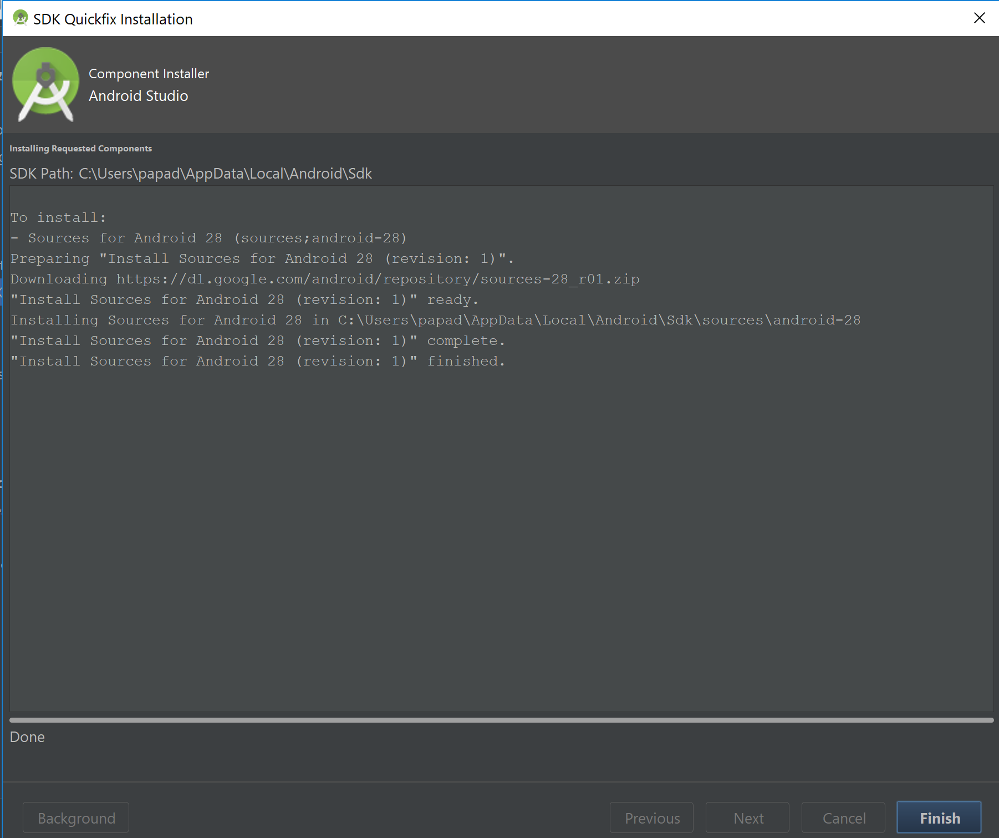 SDK Quickfix Installation
Component Installer
Android Studio
Installing Requested Components
SDK Path: C:\Users\papad\AppData\Local\Android\Sdk
To install:
- Sources for Android 28 (sources;android-28)
Preparing "Install Sources for Android 28 (revision: 1)".
Downloading https://dl.google.com/android/repository/sources-28_r01.zip
"Install Sources for Android 28 (revision: 1)" ready.
Installing Sources for Android 28 in C:\Users\papad\AppData\Local\Android\Sdk\sources\android-28
"Install Sources for Android 28 (revision: 1)" complete.
"Install Sources for Android 28 (revision: 1)" finished.
Done
Background Previous Next Cancel Finish